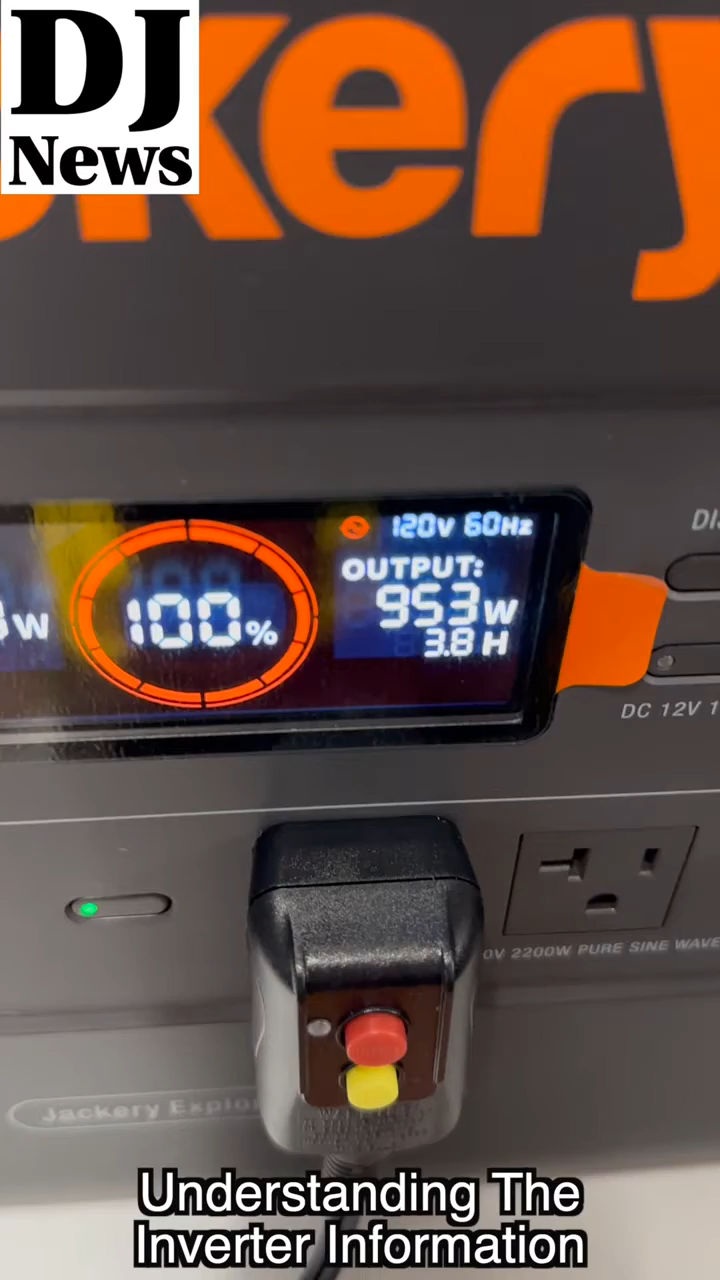 DJ
News
kery
120V 60Hz
OUTPUT:
100%
953W
W
3.8 H
DC 12V 1
0V 2200W PURE SINE WAVE
Jackery Explo
Understanding The
Inverter Information